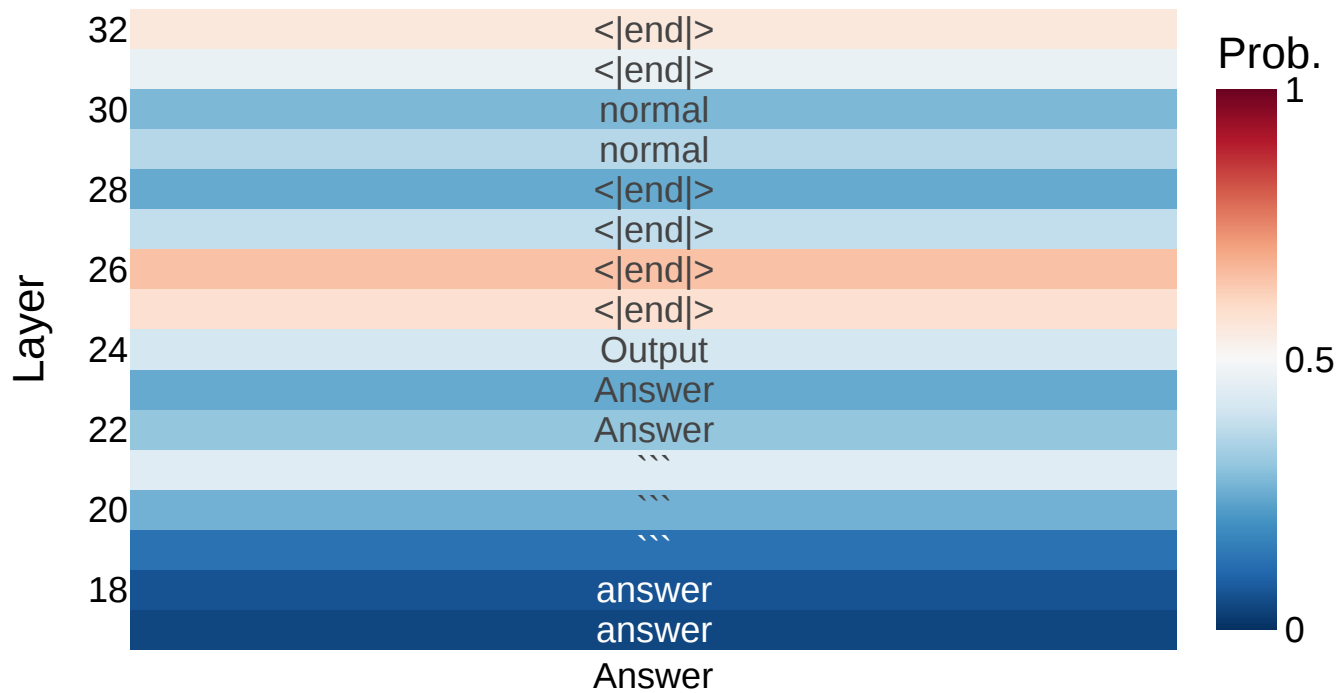 32 <|end|>
Prob.
<|end|>
1
30 normal
normal
28 <|end|>
<|end|>
26 <|end|>
Layer
<|end|>
24 Output
0.5
Answer
22 Answer
```
20 ```
```
18 answer
answer
0
Answer